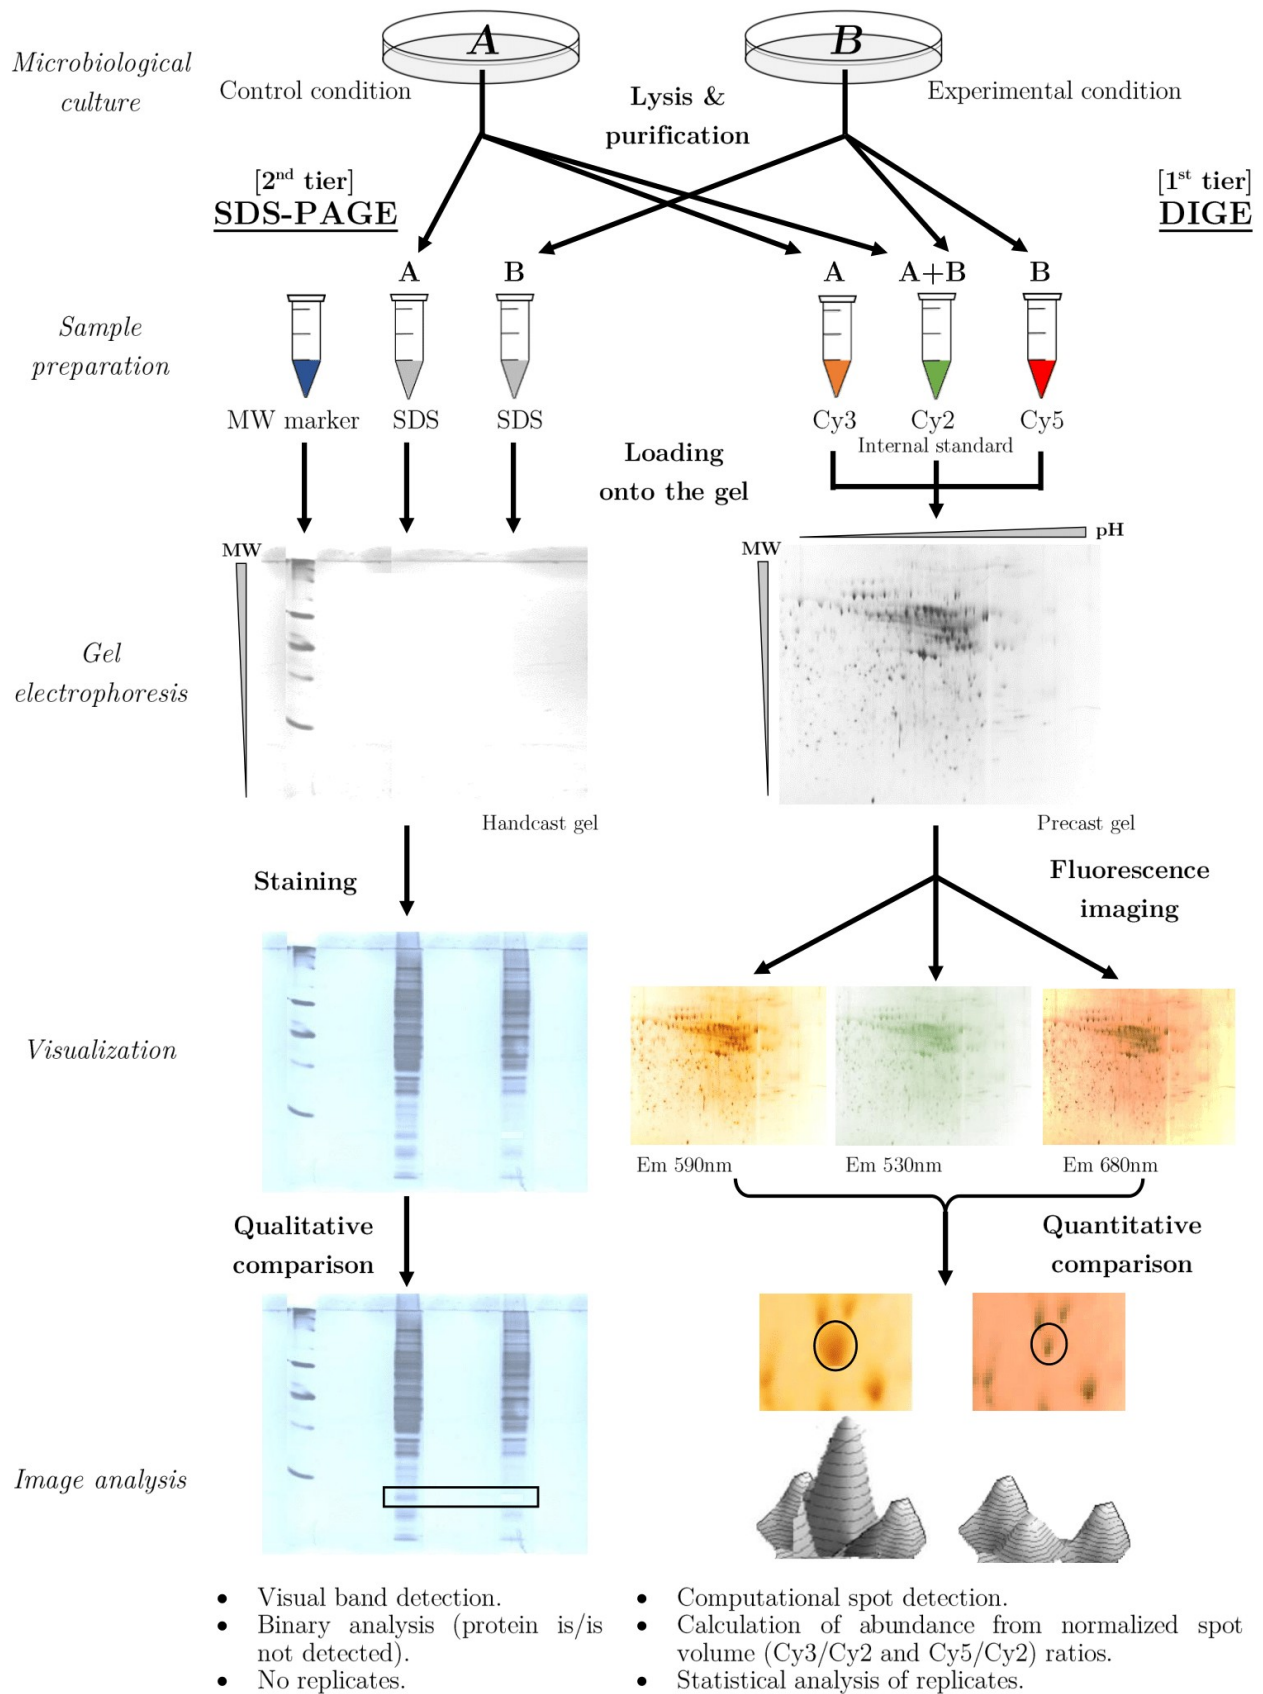 A
B
Microbiological
culture
Control condition
Lysis &
purification
Experimental condition
[2nd tier]
SDS-PAGE
[1st tier]
DIGE
A
B
A
A+B
B
Sample
preparation
MW marker
SDS
SDS
Cy3
Cy2
Cy5
Internal standard
Loading
onto the gel
MW
MW
pH
Gel
electrophoresis
Handcast gel
Precast gel
Staining
Fluorescence
imaging
Visualization
Em 590nm
Em 530nm
Em 680nm
Qualitative
comparison
Quantitative
comparison
Image analysis
• Visual band detection.
• Binary analysis (protein is/is
not detected).
• No replicates.
• Computational spot detection.
• Calculation of abundance from normalized spot
volume (Cy3/Cy2 and Cy5/Cy2) ratios.
• Statistical analysis of replicates.